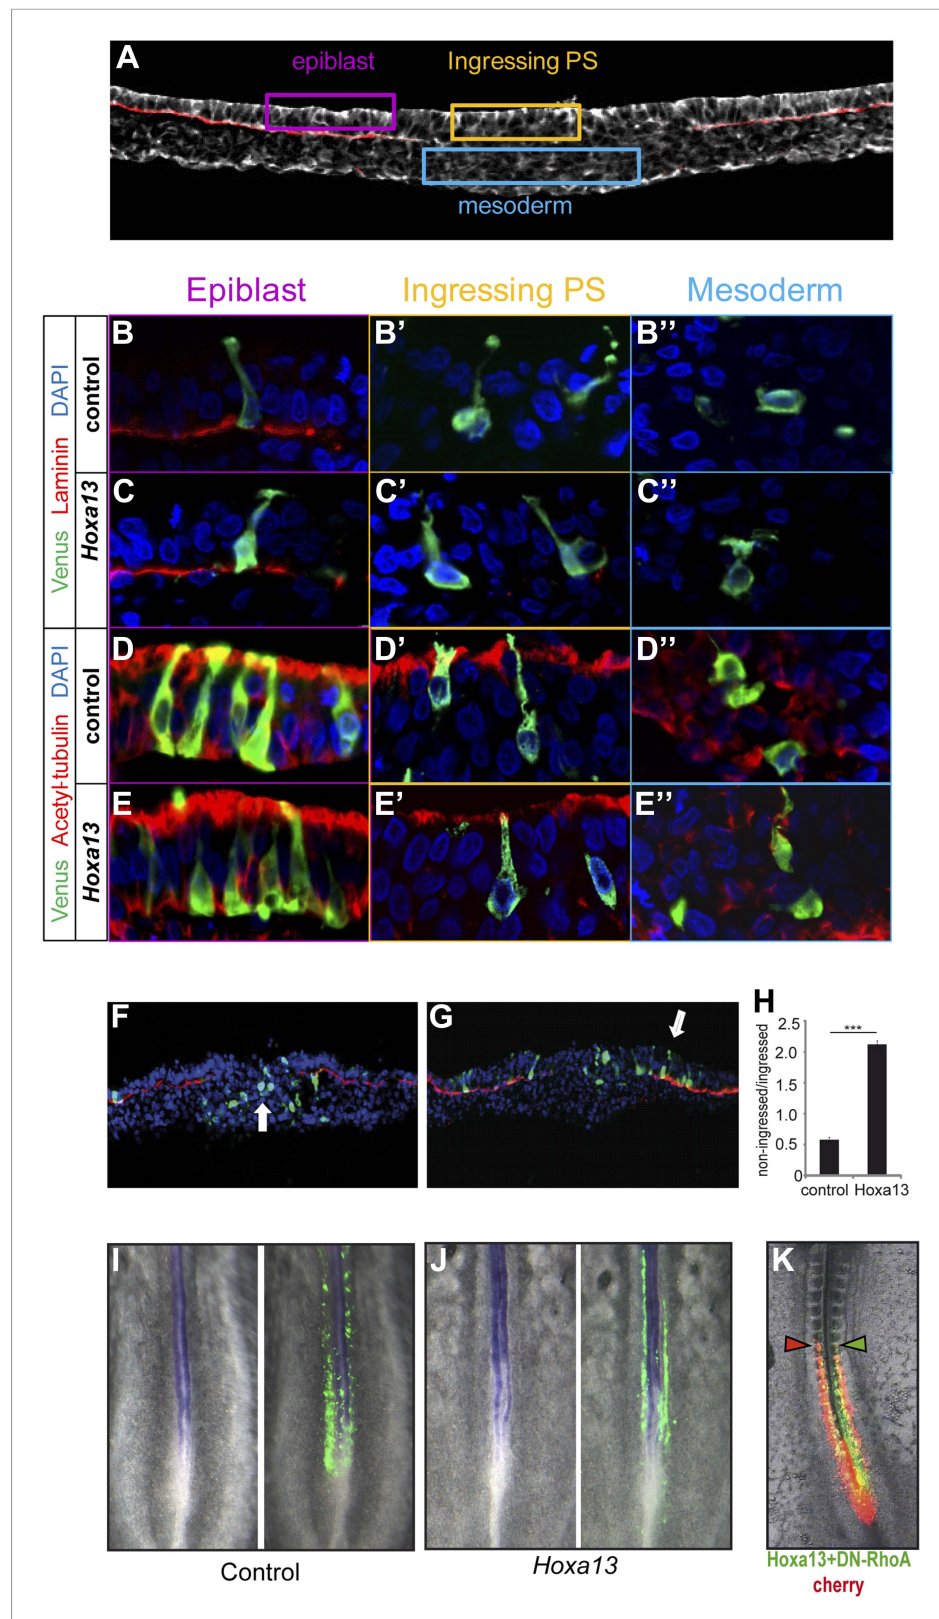 A
epiblast
Ingressing PS
mesoderm
Epiblast
Ingressing PS
Mesoderm
Venus Laminin DAPI
control
B
B’
B’’
Hoxa13
C
C’
C’’
Venus Acetyl-tubulin DAPI
control
D
D’
D’’
Hoxa13
E
E’
E’’
F
G
H
non-ingressed/ingressed
2.5
2.0
1.5
1.0
0.5
0
***
control Hoxa13
I
J
K
Control
Hoxa13
Hoxa13+DN-RhoA
cherry